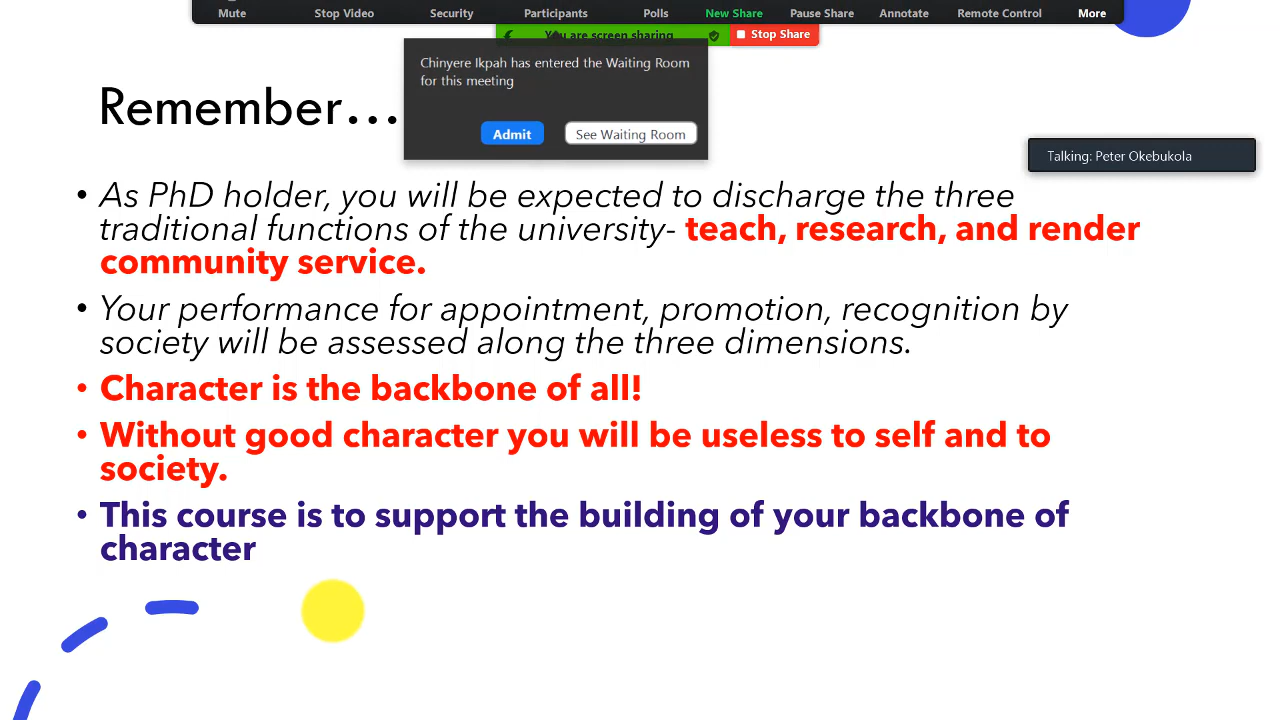 Mute Stop Video Security Participants Polls New Share Pause Share Annotate Remote Control More
You are screen sharing Stop Share
Chinyere Ikpah has entered the Waiting Room
for this meeting
Admit See Waiting Room
Remember...
Talking: Peter Okebukola
• As PhD holder, you will be expected to discharge the three
traditional functions of the university- teach, research, and render
community service.
• Your performance for appointment, promotion, recognition by
society will be assessed along the three dimensions.
• Character is the backbone of all!
• Without good character you will be useless to self and to
society.
• This course is to support the building of your backbone of
character